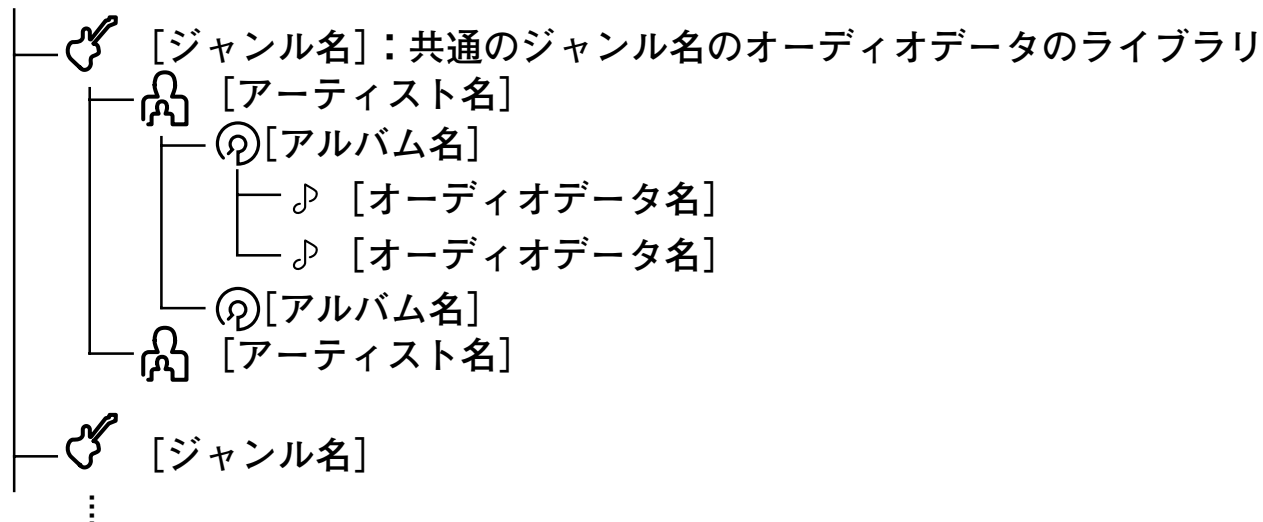 [ジャンル名]：共通のジャンル名のオーディオデータのライブラリ
[アーティスト名]
[アルバム名]
[オーディオデータ名]
[オーディオデータ名]
[アルバム名]
[アーティスト名]
[ジャンル名]